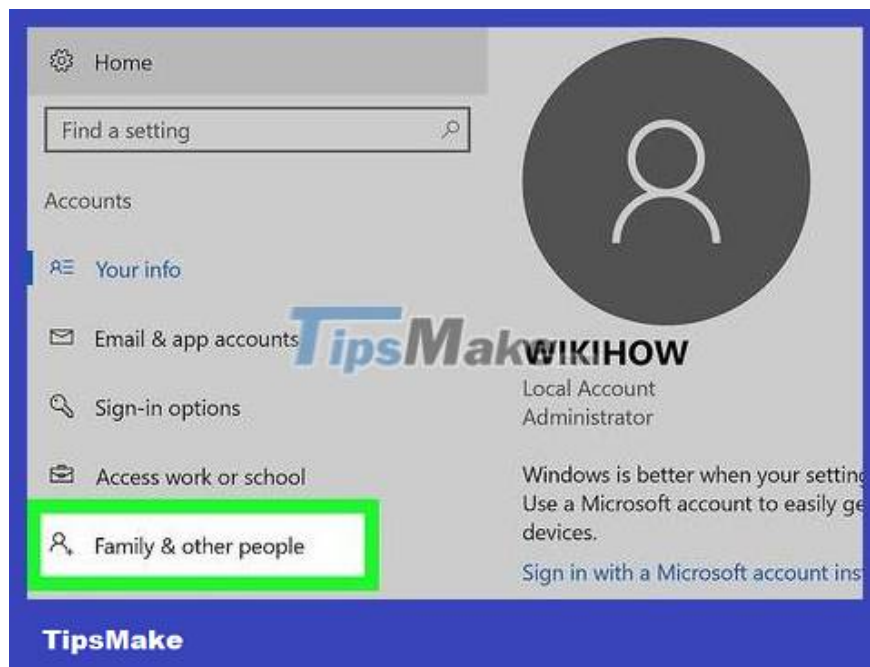 Home
Find a setting
Accounts
Your info
Email & app accounts
Sign-in options
Access work or school
Family & other people
TipsMake
WIKIHOW
Local Account
Administrator
Windows is better when your setting
Use a Microsoft account to easily ge
devices.
Sign in with a Microsoft account ins
TipsMake